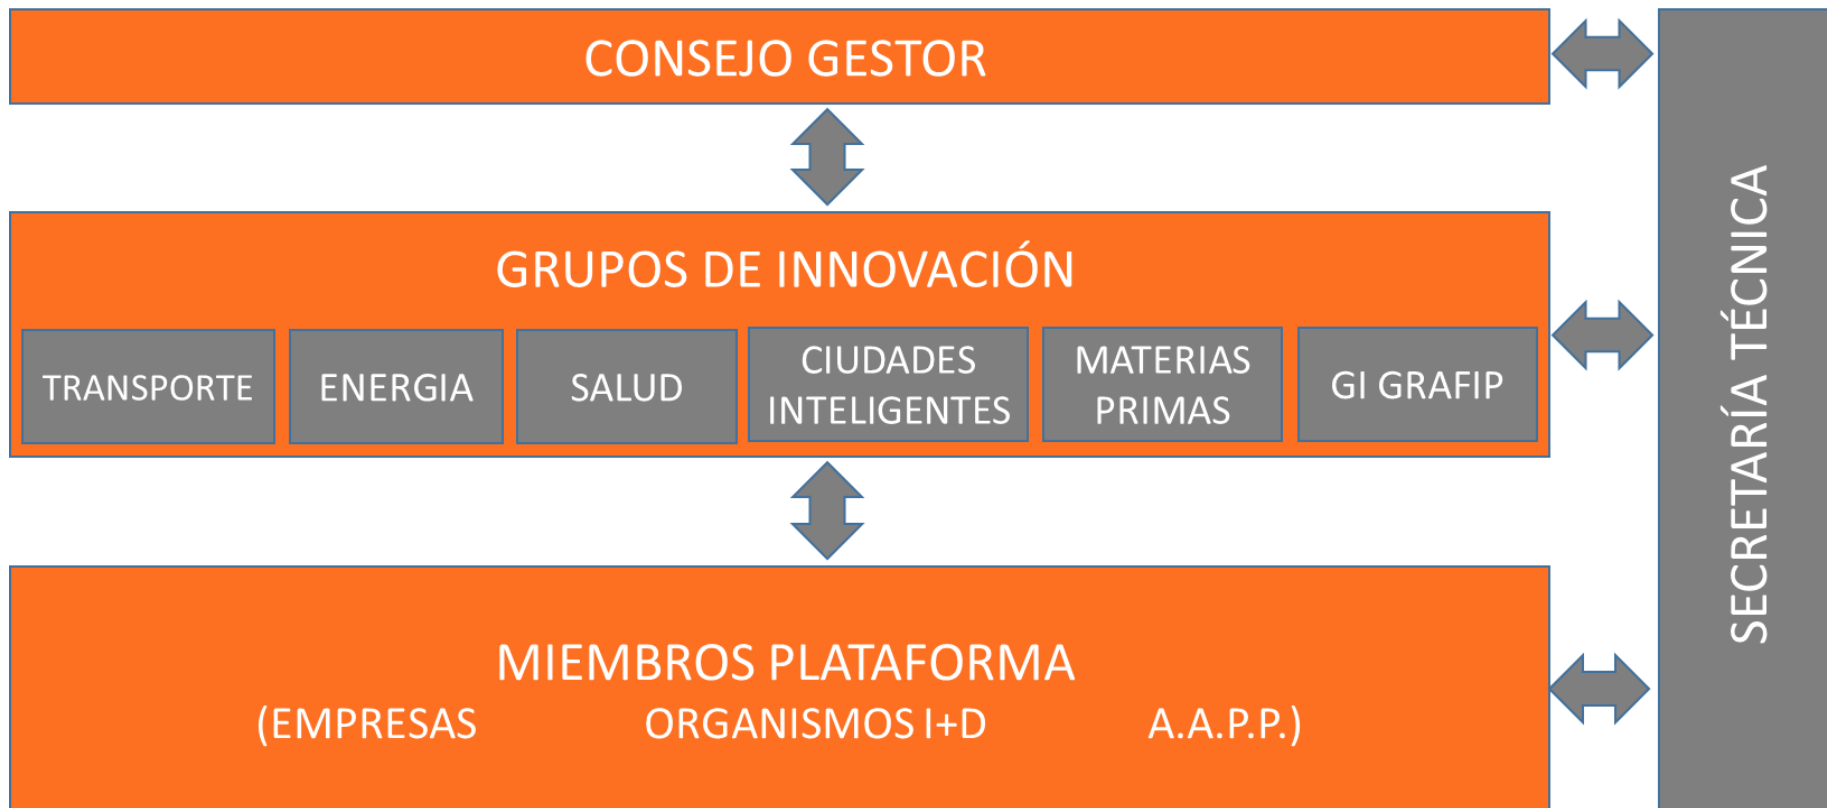 CONSEJO GESTOR
GRUPOS DE INNOVACIÓN
TRANSPORTE
ENERGIA
SALUD
CIUDADES
INTELIGENTES
MATERIAS
PRIMAS
GI GRAFIP
MIEMBROS PLATAFORMA
(EMPRESAS ORGANISMOS I+D A.A.P.P.)
SECRETARÍA TÉCNICA